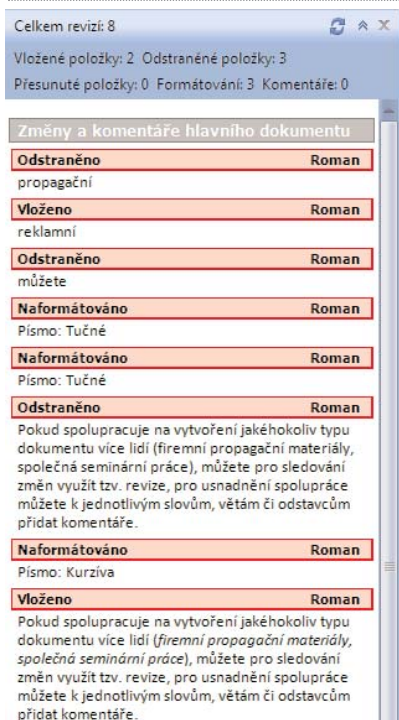 Celkem revizí: 8
Vložené položky: 2 Odstraněné položky: 3
Přesunuté položky: 0 Formátování: 3 Komentáře: 0
Změny a komentáře hlavního dokumentu
Odstraněno Roman
propagační
Vloženo Roman
reklamní
Odstraněno Roman
můžete
Naformátováno Roman
Písmo: Tučné
Naformátováno Roman
Písmo: Tučné
Odstraněno Roman
Pokud spolupracuje na vytvoření jakéhokoliv typu
dokumentu více lidí (firemní propagační materiály,
společná seminární práce), můžete pro sledování
změn využít tzv. revize, pro usnadnění spolupráce
můžete k jednotlivým slovům, větám či odstavcům
přidat komentáře.
Naformátováno Roman
Písmo: Kurzíva
Vloženo Roman
Pokud spolupracuje na vytvoření jakéhokoliv typu
dokumentu více lidí (firemní propagační materiály,
společná seminární práce), můžete pro sledování
změn využít tzv. revize, pro usnadnění spolupráce
můžete k jednotlivým slovům, větám či odstavcům
přidat komentáře.